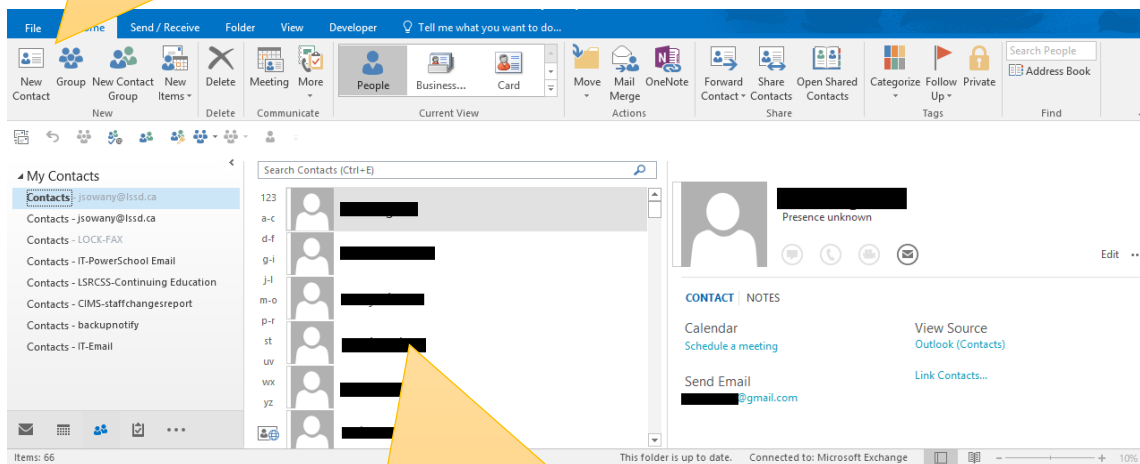 File Home Send / Receive Folder View Developer Tell me what you want to do...
New Contact
Group
New Contact Group
New Items
Delete
Meeting
More
People
Business...
Card
Move
Mail Merge
OneNote
Forward Contact
Share Contacts
Open Shared Contacts
Categorize
Follow Up
Private
Search People
Address Book
New Delete Communicate Current View Actions Share Tags Find
My Contacts
Contacts - jsowany@lssd.ca
Contacts - jsowany@lssd.ca
Contacts - LOCK-FAX
Contacts - IT-PowerSchool Email
Contacts - LSRCSS-Continuing Education
Contacts - CIMS-staffchangesreport
Contacts - backupnotify
Contacts - IT-Email
Search Contacts (Ctrl+E)
123
a-c
d-f
g-i
j-l
m-o
p-r
st
uv
wx
yz
Presence unknown
Edit
CONTACT NOTES
Calendar
Schedule a meeting
View Source
Outlook (Contacts)
Link Contacts...
Send Email
@gmail.com
Items: 66
This folder is up to date. Connected to: Microsoft Exchange
10%